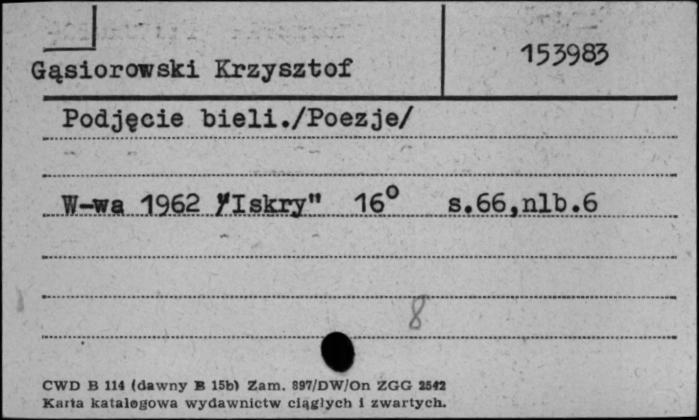 153983
Gąsiorowski Krzysztof
Podjęcie bieli./Poezje/
W-wa 1962 "Iskry" 16° s.66,nlb.6
8
CWD B 114 (dawny B 15b) Zam. 897/DW/On ZGG 2542
Karta katalogowa wydawnictw ciągłych i zwartych.